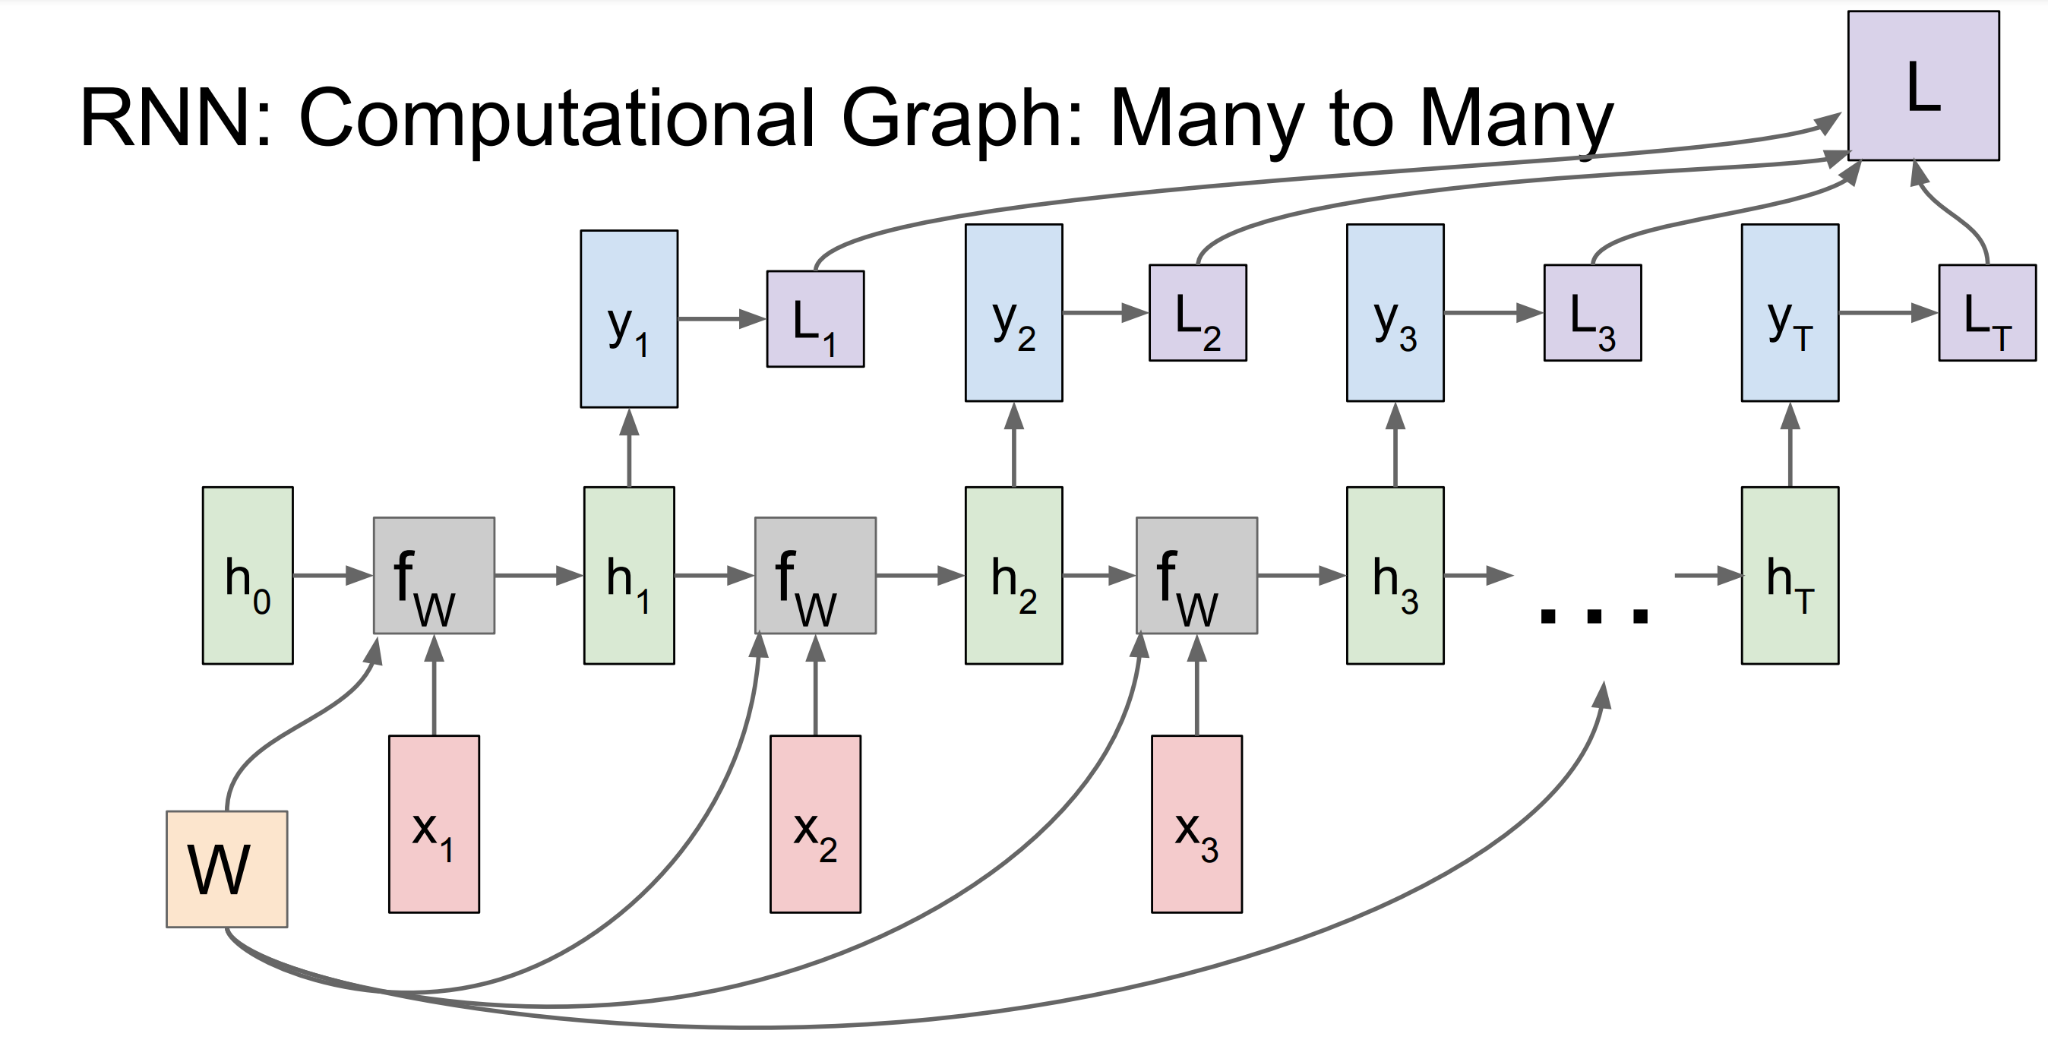 L
RNN: Computational Graph: Many to Many
y1 L1 y2 L2 y3 L3 yT LT
h0 fW h1 fW h2 fW h3 ... hT
W x1 x2 x3